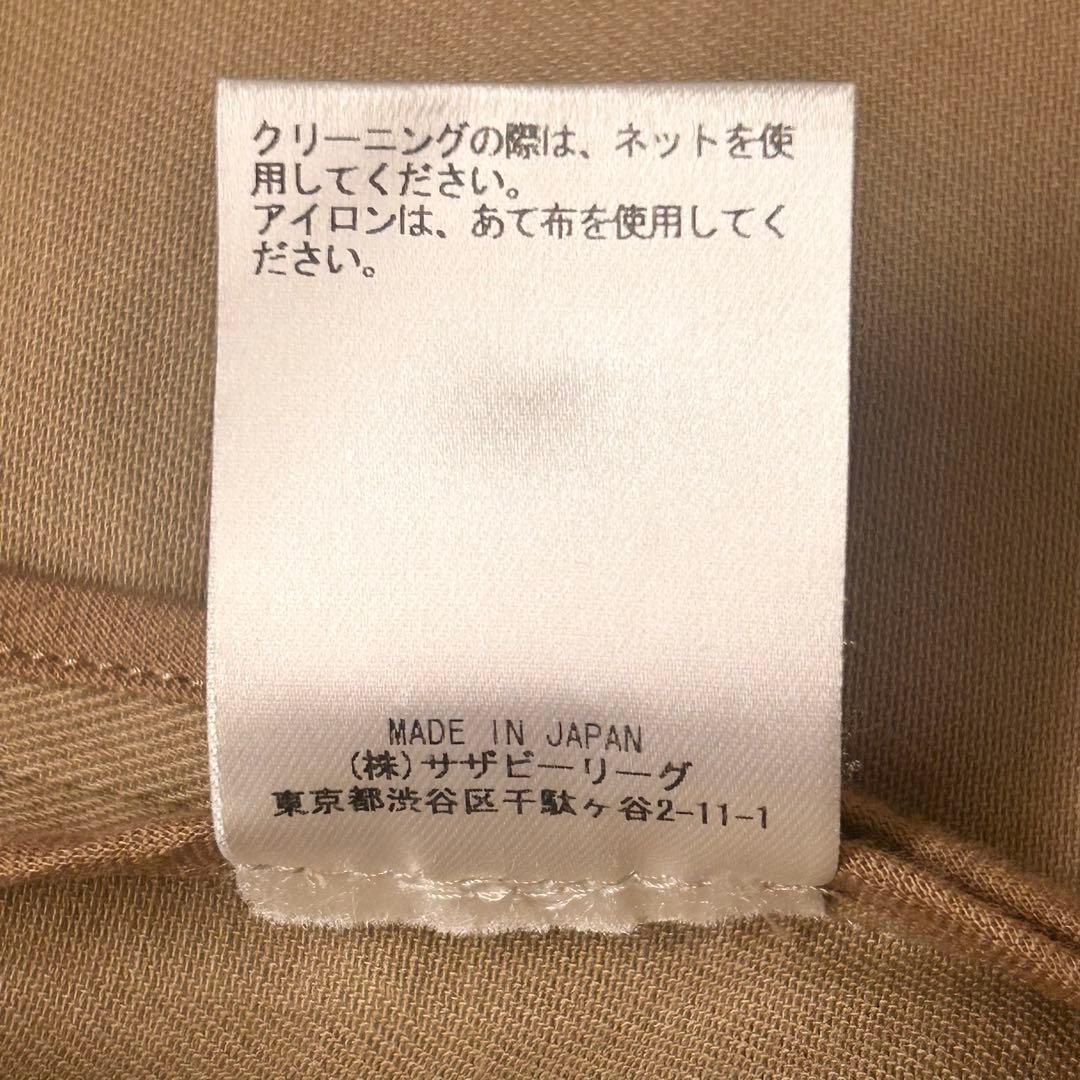 クリーニングの際は、ネットを使
用してください。
アイロンは、あて布を使用してく
ださい。
MADE IN JAPAN
(株)サザビーリーグ
東京都渋谷区千駄ヶ谷2-11-1